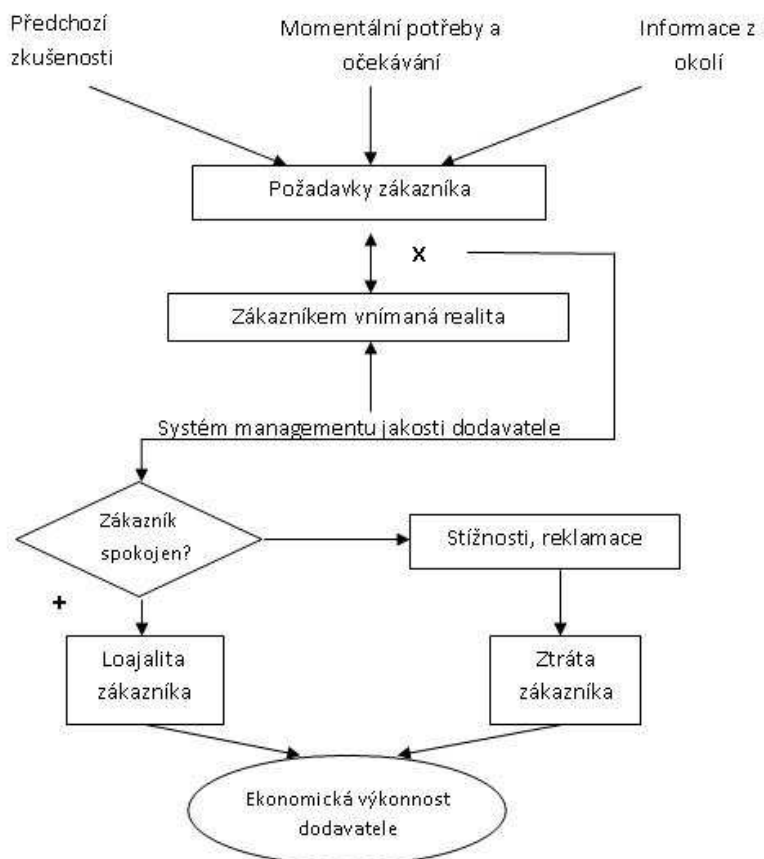 Předchozí
zkušenosti
Momentální potřeby a
očekávání
Informace z
okolí
Požadavky zákazníka
X
Zákazníkem vnímaná realita
Systém managementu jakosti dodavatele
Zákazník
spokojen?
Stížnosti, reklamace
+
Loajalita
zákazníka
Ztráta
zákazníka
Ekonomická výkonnost
dodavatele